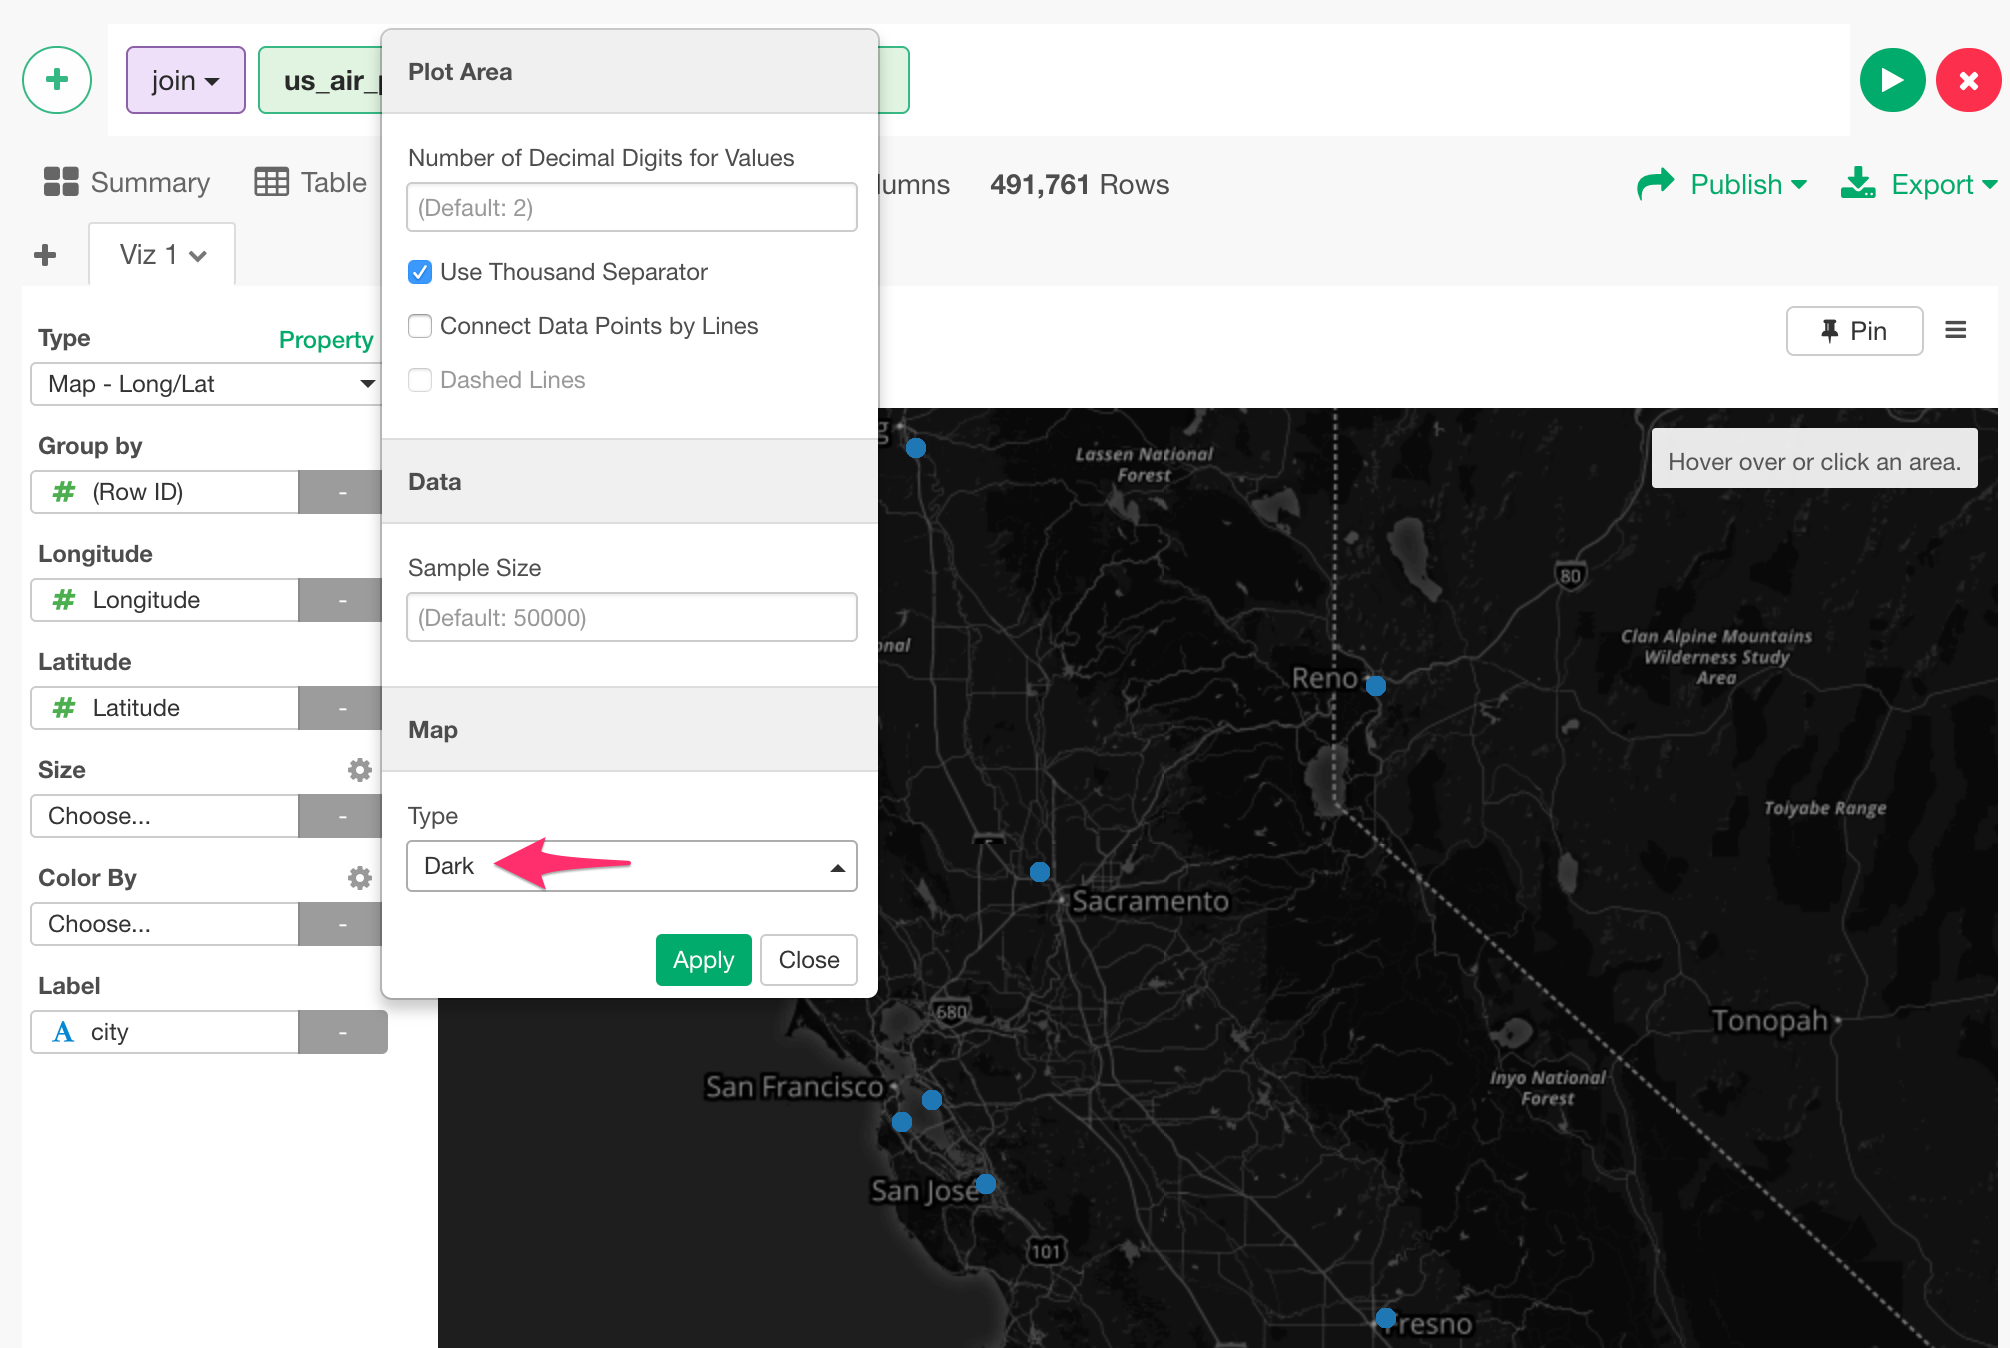 join
us_air_
Summary
Table
lumns
491,761 Rows
Publish
Export
Viz 1
Type
Property
Map - Long/Lat
Group by
# (Row ID)
-
Longitude
# Longitude
-
Latitude
# Latitude
-
Size
Choose...
-
Color By
Choose...
-
Label
A city
-
Plot Area
Number of Decimal Digits for Values
(Default: 2)
Use Thousand Separator
Connect Data Points by Lines
Dashed Lines
Data
Sample Size
(Default: 50000)
Map
Type
Dark
Apply
Close
Pin
Hover over or click an area.
g
Lassen National
Forest
80
onal
Clan Alpine Mountains
Wilderness Study
Area
Reno
Toiyabe Range
Sacramento
680
Tonopah
San Francisco
Inyo National
Forest
San Jose
101
Fresno